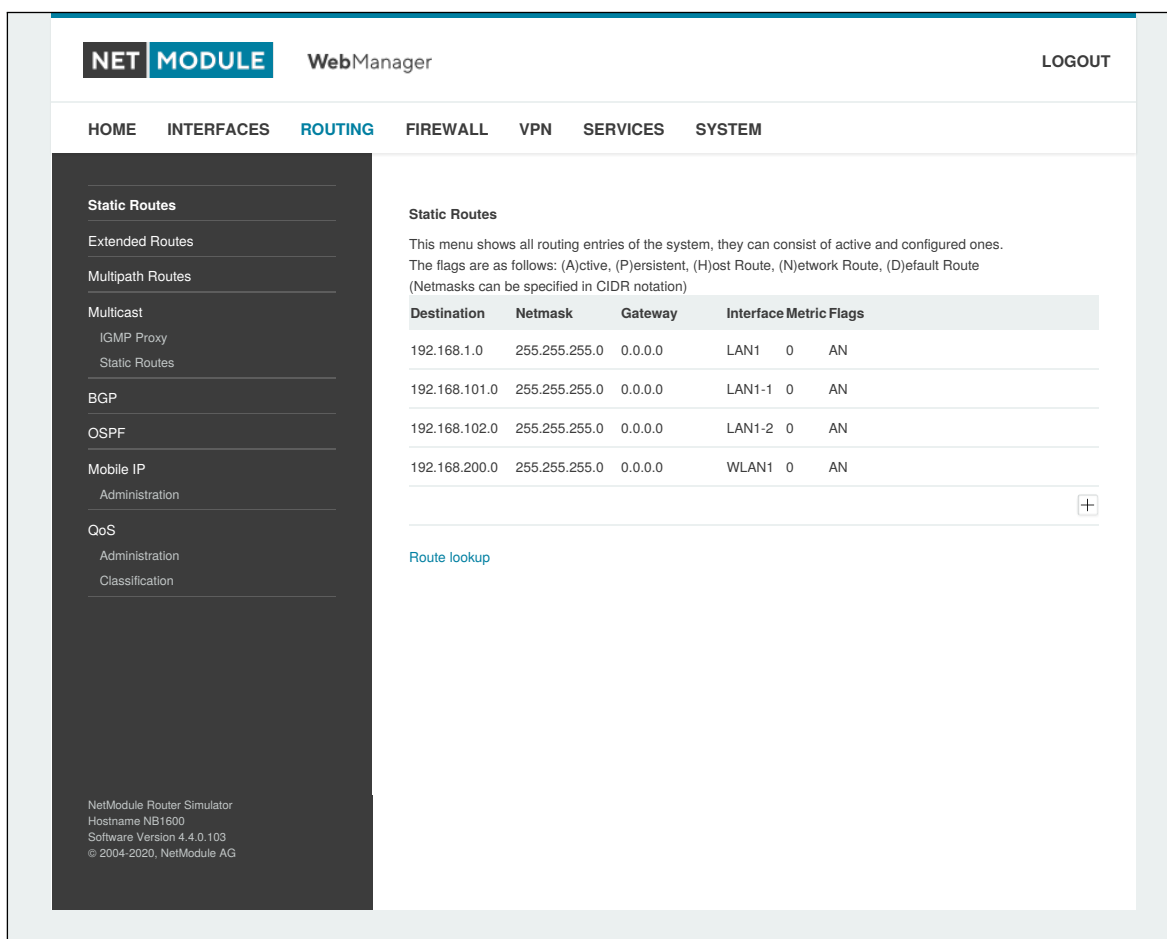 NET MODULE WebManager LOGOUT
HOME INTERFACES ROUTING FIREWALL VPN SERVICES SYSTEM
Static Routes
Extended Routes
Multipath Routes
Multicast
IGMP Proxy
Static Routes
BGP
OSPF
Mobile IP
Administration
QoS
Administration
Classification
NetModule Router Simulator
Hostname NB1600
Software Version 4.4.0.103
© 2004-2020, NetModule AG
Static Routes
This menu shows all routing entries of the system, they can consist of active and configured ones.
The flags are as follows: (A)ctive, (P)ersistent, (H)ost Route, (N)etwork Route, (D)efault Route
(Netmasks can be specified in CIDR notation)
Destination Netmask Gateway Interface Metric Flags
192.168.1.0 255.255.255.0 0.0.0.0 LAN1 0 AN
192.168.101.0 255.255.255.0 0.0.0.0 LAN1-1 0 AN
192.168.102.0 255.255.255.0 0.0.0.0 LAN1-2 0 AN
192.168.200.0 255.255.255.0 0.0.0.0 WLAN1 0 AN
Route lookup